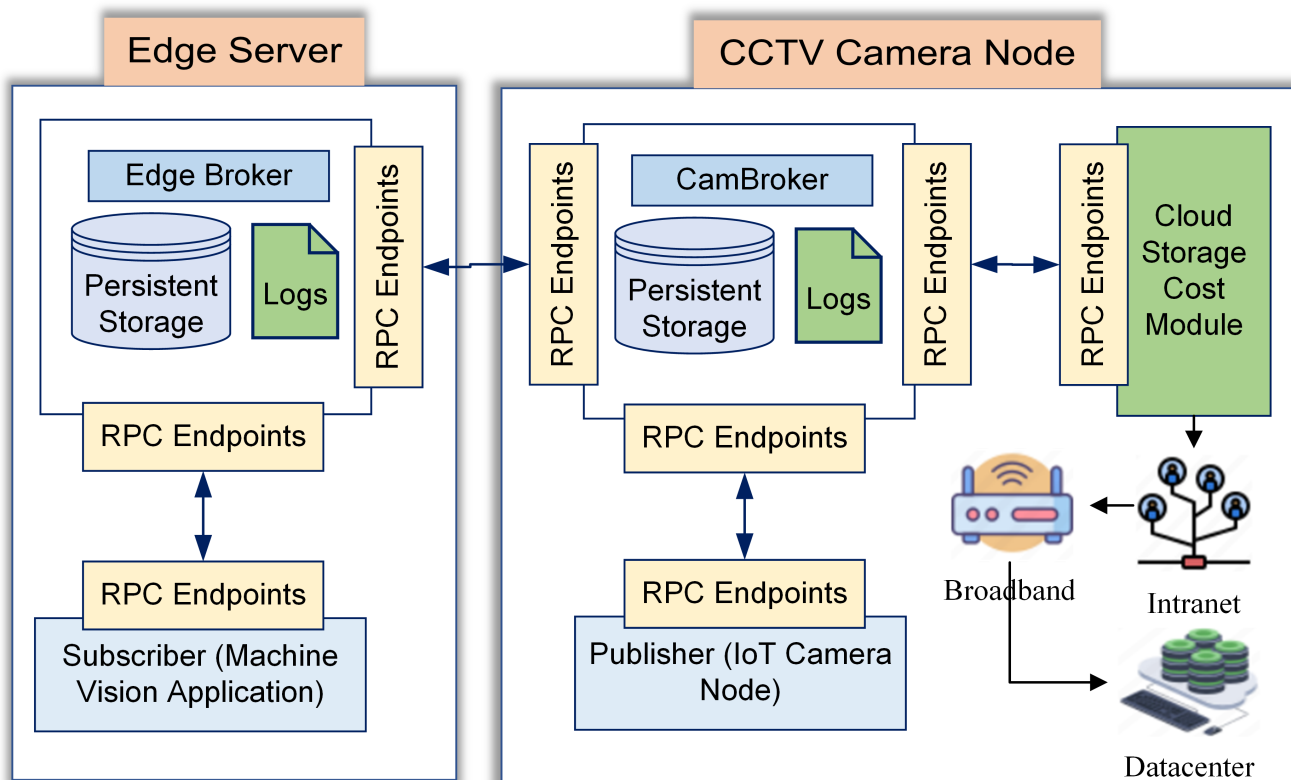 Edge Server
CCTV Camera Node
Edge Broker
Persistent
Storage
Logs
RPC Endpoints
RPC Endpoints
RPC Endpoints
Subscriber (Machine
Vision Application)
RPC Endpoints
CamBroker
Persistent
Storage
Logs
RPC Endpoints
RPC Endpoints
RPC Endpoints
Publisher (IoT Camera
Node)
RPC Endpoints
Cloud
Storage
Cost
Module
Broadband
Intranet
Datacenter